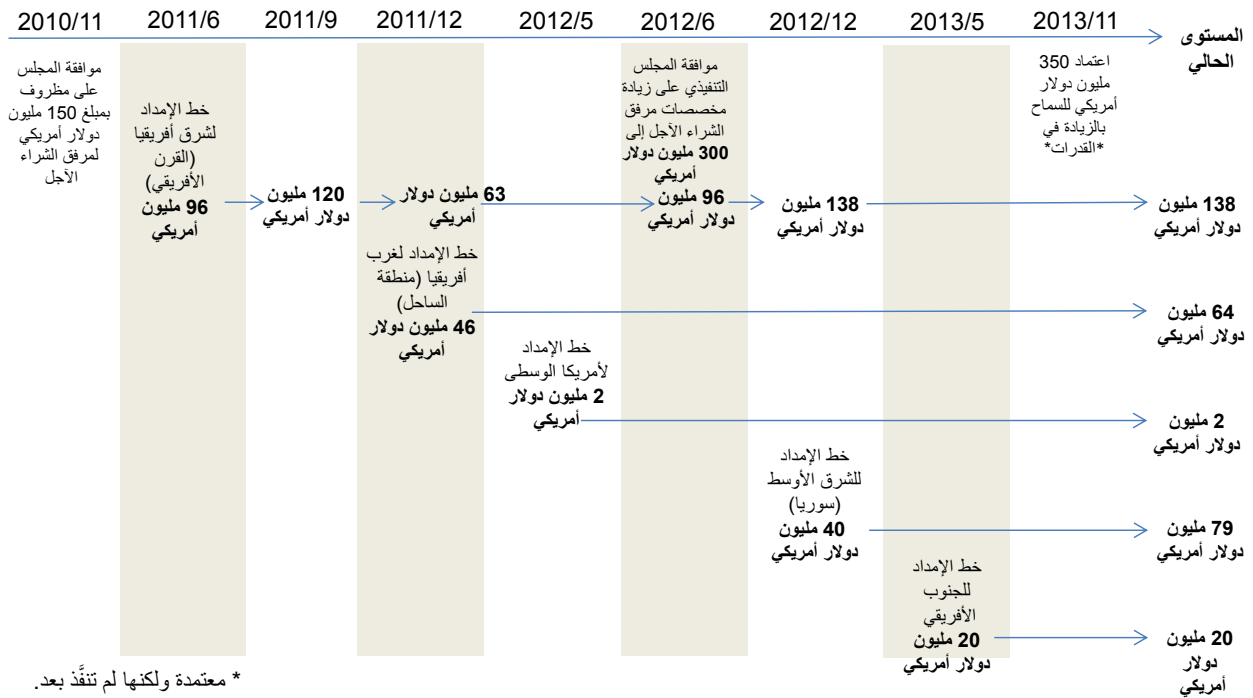 2010/11
2011/6
2011/9
2011/12
2012/5
2012/6
2012/12
2013/5
2013/11
المستوى
الحالي
موافقة المجلس
على مظروف
بمبلغ 150 مليون
دولار أمريكي
لمرفق الشراء
الآجل
خط الإمداد
لشرق أفريقيا
(القرن
الأفريقي)
96 مليون
أمريكي
120 مليون
دولار أمريكي
63 مليون دولار
أمريكي
موافقة المجلس
التنفيذي على زيادة
مخصصات مرفق
الشراء الآجل إلى
300 مليون دولار
أمريكي
96 مليون
دولار أمريكي
138 مليون
دولار أمريكي
اعتماد 350
مليون دولار
أمريكي للسماح
بالزيادة في
*القدرات*
138 مليون
دولار أمريكي
خط الإمداد لغرب
أفريقيا (منطقة
الساحل)
46 مليون دولار
أمريكي
64 مليون
دولار أمريكي
خط الإمداد
لأمريكا الوسطى
2 مليون دولار
أمريكي
2 مليون
دولار أمريكي
خط الإمداد
للشرق الأوسط
(سوريا)
40 مليون
دولار أمريكي
79 مليون
دولار أمريكي
خط الإمداد
للجنوب
الأفريقي
20 مليون
دولار أمريكي
20 مليون
دولار
أمريكي
* معتمدة ولكنها لم تنفَّذ بعد.